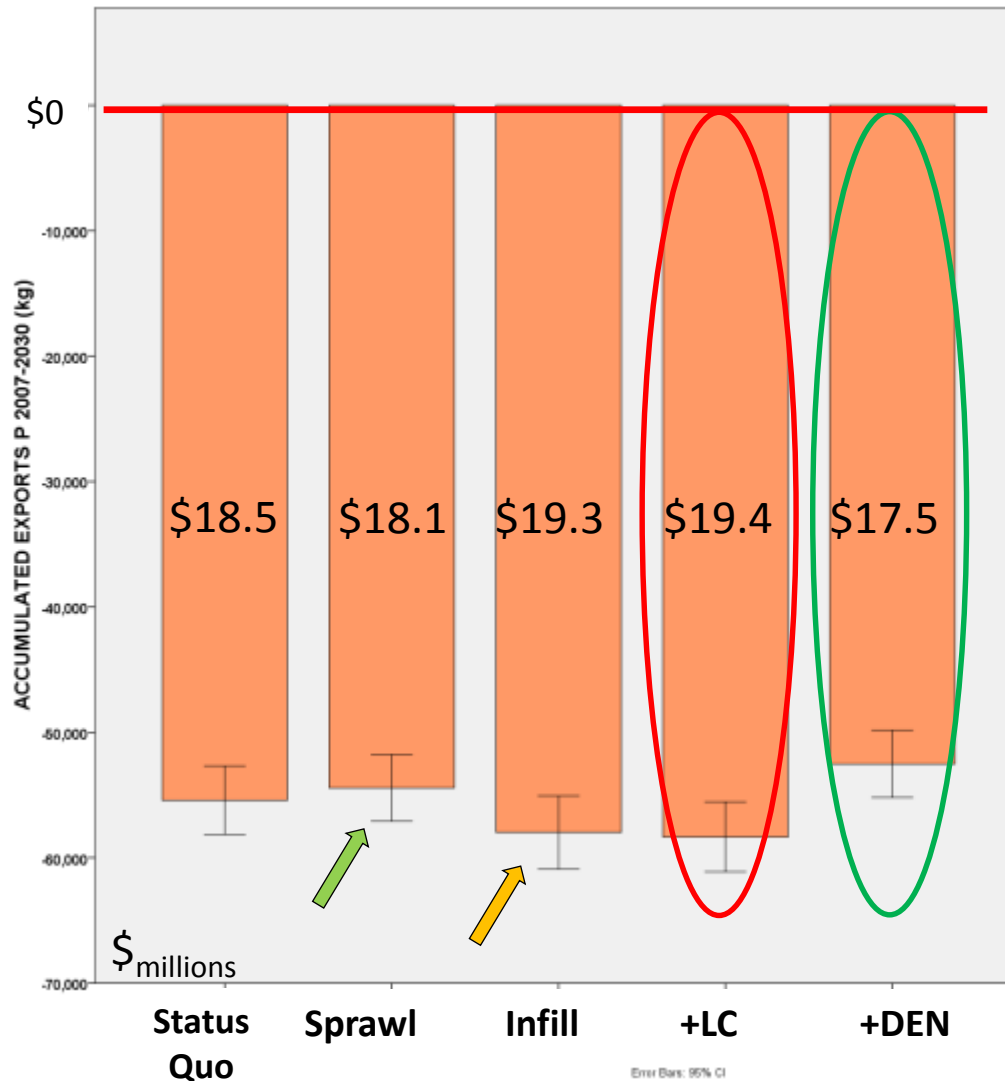 $0
-10,000
-20,000
-30,000
-40,000
-50,000
-60,000
-70,000
ACCUMULATED EXPORTS P 2007-2030 (kg)
$18.5
$18.1
$19.3
$19.4
$17.5
$millions
Status
Quo
Sprawl
Infill
+LC
+DEN
Error Bars: 95% CI